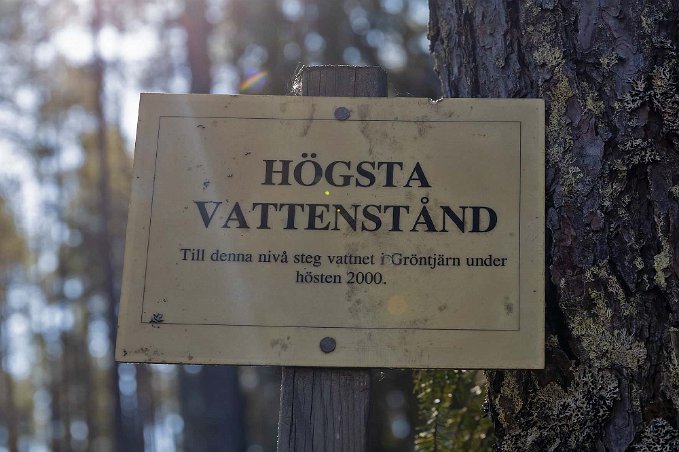 HÖGSTA
VATTENSTÅND
Till denna nivå steg vattnet i Gröntjärn under
hösten 2000.